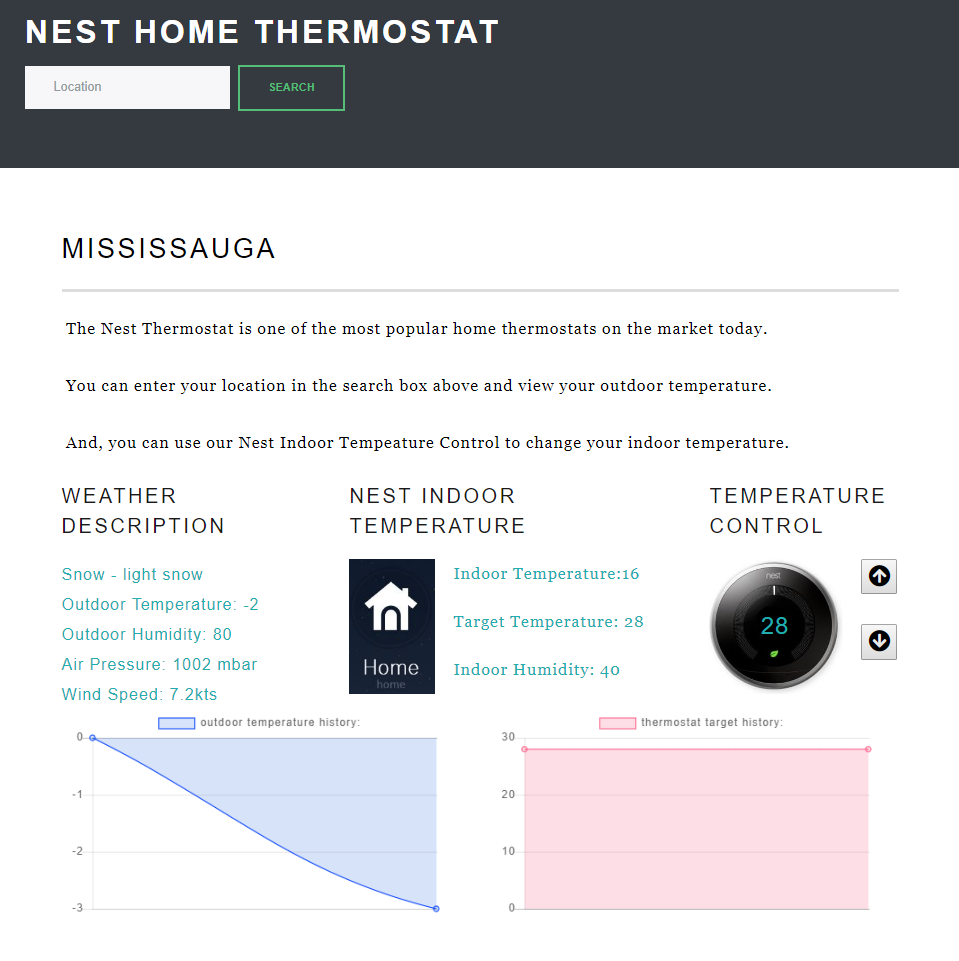 NEST HOME THERMOSTAT
Location
SEARCH
MISSISSAUGA
The Nest Thermostat is one of the most popular home thermostats on the market today.
You can enter your location in the search box above and view your outdoor temperature.
And, you can use our Nest Indoor Tempeature Control to change your indoor temperature.
WEATHER
DESCRIPTION
Snow - light snow
Outdoor Temperature: -2
Outdoor Humidity: 80
Air Pressure: 1002 mbar
Wind Speed: 7.2kts
NEST INDOOR
TEMPERATURE
Home
home
Indoor Temperature:16
Target Temperature: 28
Indoor Humidity: 40
TEMPERATURE
CONTROL
nest
28
outdoor temperature history:
0
-1
-2
-3
thermostat target history:
30
20
10
0